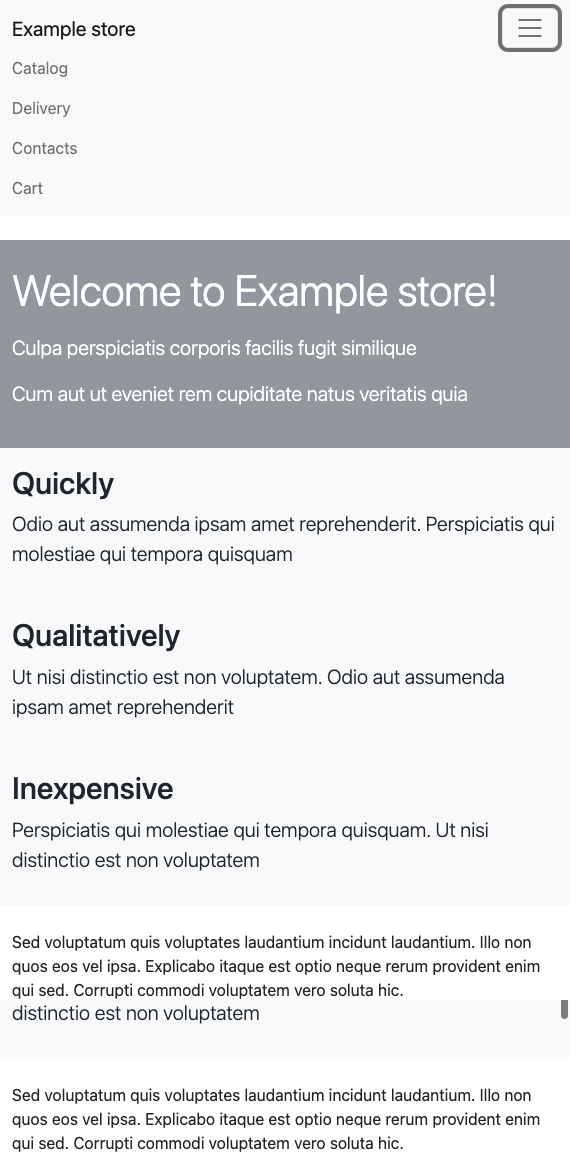 Example store
Catalog
Delivery
Contacts
Cart
Welcome to Example store!
Culpa perspiciatis corporis facilis fugit similique
Cum aut ut eveniet rem cupiditate natus veritatis quia
Quickly
Odio aut assumenda ipsam amet reprehenderit. Perspiciatis qui
molestiae qui tempora quisquam
Qualitatively
Ut nisi distinctio est non voluptatem. Odio aut assumenda
ipsam amet reprehenderit
Inexpensive
Perspiciatis qui molestiae qui tempora quisquam. Ut nisi
distinctio est non voluptatem
Sed voluptatum quis voluptates laudantium incidunt laudantium. Illo non
quos eos vel ipsa. Explicabo itaque est optio neque rerum provident enim
qui sed. Corrupti commodi voluptatem vero soluta hic.
distinctio est non voluptatem
Sed voluptatum quis voluptates laudantium incidunt laudantium. Illo non
quos eos vel ipsa. Explicabo itaque est optio neque rerum provident enim
qui sed. Corrupti commodi voluptatem vero soluta hic.